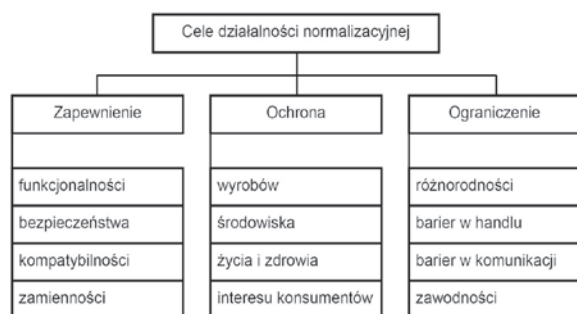 Cele działalności normalizacyjnej
Zapewnienie
funkcjonalności
bezpieczeństwa
kompatybilności
zamienności
Ochrona
wyrobów
środowiska
życia i zdrowia
interesu konsumentów
Ograniczenie
różnorodności
barier w handlu
barier w komunikacji
zawodności